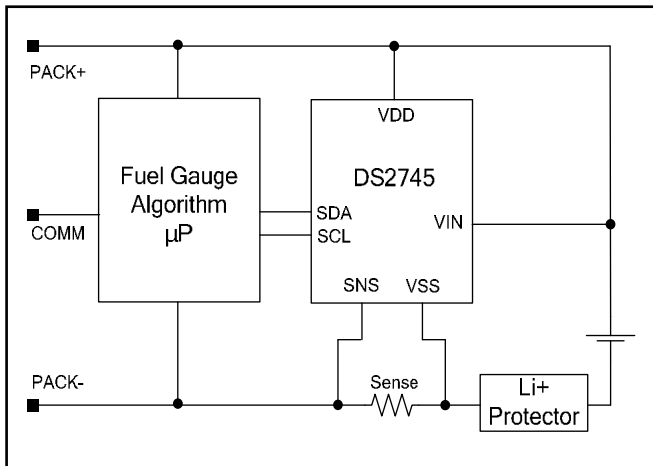 PACK+
VDD
DS2745
Fuel Gauge
Algorithm
μP
SDA
SCL
VIN
COMM
SNS
VSS
PACK-
Sense
Li+
Protector